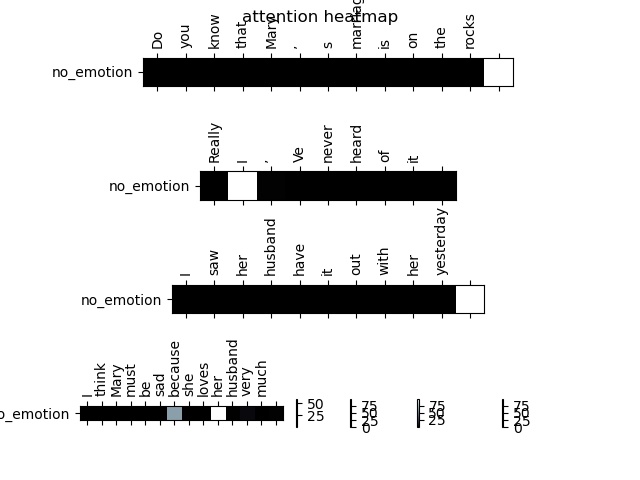 attention heatmap
Do you know that Mary ' s marriage is on the rocks
no_emotion
Really I ' Ve never heard of it
no_emotion
I saw her husband have it out with her yesterday
no_emotion
I think Mary must be sad because she loves her husband very much
50 75 75 75
25 50 50 50
25 25 25
0 0